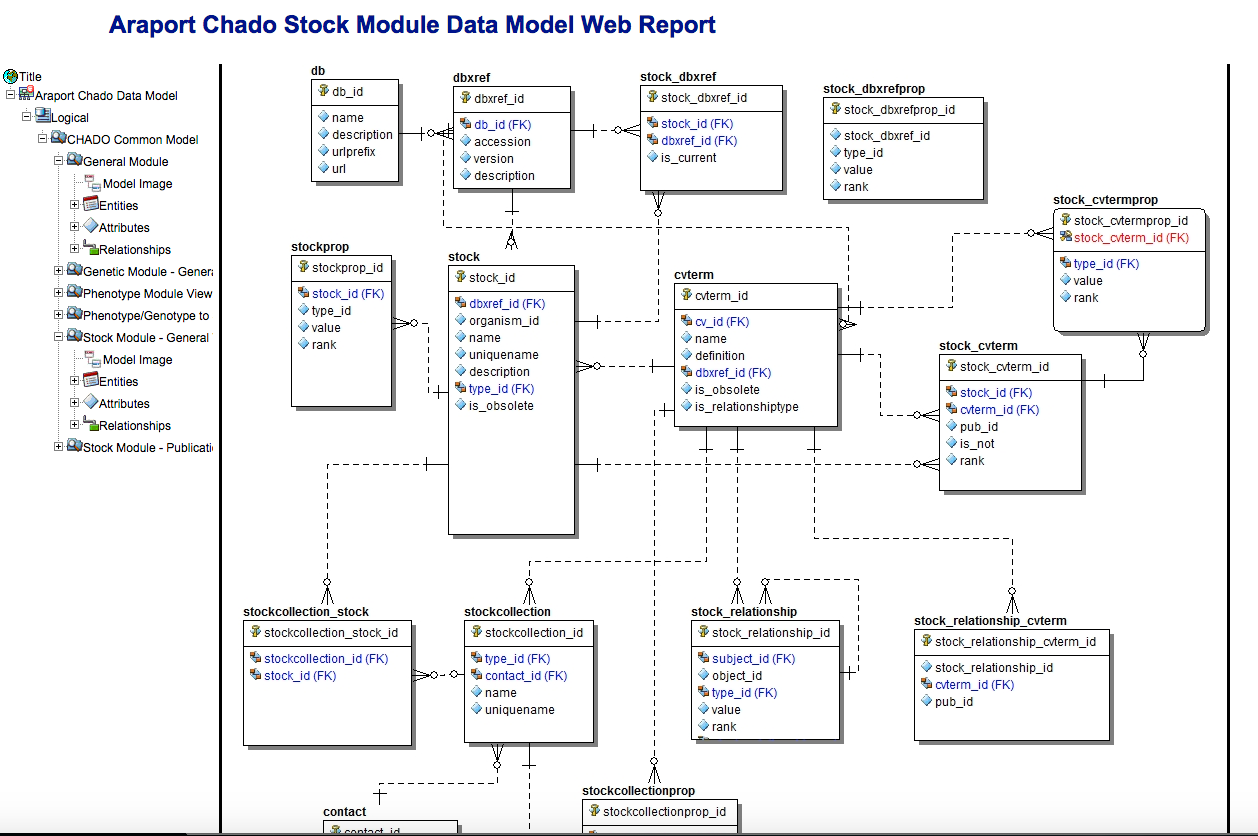 Araport Chado Stock Module Data Model Web Report
Title
Araport Chado Data Model
Logical
CHADO Common Model
General Module
Model Image
Entities
Attributes
Relationships
Genetic Module - Genera
Phenotype Module View
Phenotype/Genotype to
Stock Module - General
Model Image
Entities
Attributes
Relationships
Stock Module - Publicati
db
db_id
name
description
urlprefix
url
dbxref
dbxref_id
db_id (FK)
accession
version
description
stock_dbxref
stock_dbxref_id
stock_id (FK)
dbxref_id (FK)
is_current
stock_dbxrefprop
stock_dbxrefprop_id
stock_dbxref_id
type_id
value
rank
stock_cvtermprop
stock_cvtermprop_id
stock_cvterm_id (FK)
type_id (FK)
value
rank
stockprop
stockprop_id
stock_id (FK)
type_id
value
rank
stock
stock_id
dbxref_id (FK)
organism_id
name
uniquename
description
type_id (FK)
is_obsolete
cvterm
cvterm_id
cv_id (FK)
name
definition
dbxref_id (FK)
is_obsolete
is_relationshiptype
stock_cvterm
stock_cvterm_id
stock_id (FK)
cvterm_id (FK)
pub_id
is_not
rank
stockcollection_stock
stockcollection_stock_id
stockcollection_id (FK)
stock_id (FK)
stockcollection
stockcollection_id
type_id (FK)
contact_id (FK)
name
uniquename
stock_relationship
stock_relationship_id
subject_id (FK)
object_id
type_id (FK)
value
rank
stock_relationship_cvterm
stock_relationship_cvterm_id
stock_relationship_id
cvterm_id (FK)
pub_id
contact
contact_id
stockcollectionprop
stockcollectionprop_id